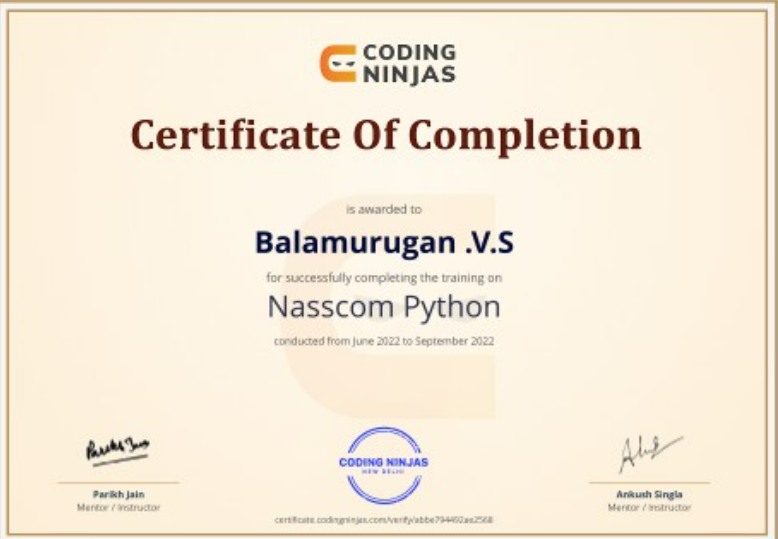 CODING
NINJAS
Certificate Of Completion
is awarded to
Balamurugan .V.S
for successfully completing the training on
Nasscom Python
conducted from June 2022 to September 2022
Parikh Jain
CODING NINJAS
NEW DELHI
Parikh Jain
Mentor / Instructor
Ankush Singla
Mentor / Instructor
certificate.codingninjas.com/verify/abbe794492ae2568